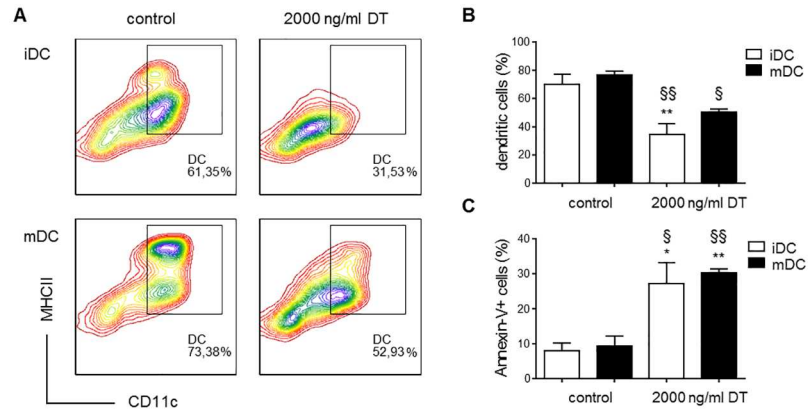 A
control
2000 ng/ml DT
iDC
DC
61,35%
DC
31,53%
mDC
DC
73,38%
DC
52,93%
MHCII
CD11c
B
dendritic cells (%)
100
80
60
40
20
0
§§
**
§
iDC
mDC
control
2000 ng/ml DT
C
Annexin-V+ cells (%)
40
30
20
10
0
§
*
§§
**
iDC
mDC
control
2000 ng/ml DT